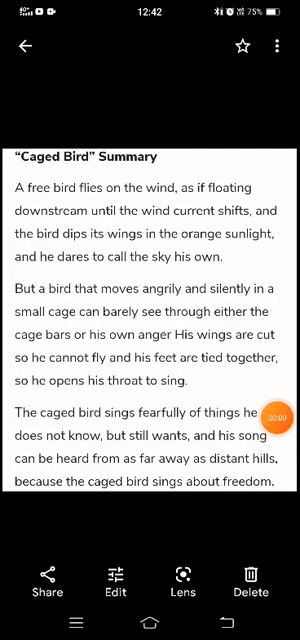 12:42
75%
“Caged Bird” Summary
A free bird flies on the wind, as if floating
downstream until the wind current shifts, and
the bird dips its wings in the orange sunlight,
and he dares to call the sky his own.
But a bird that moves angrily and silently in a
small cage can barely see through either the
cage bars or his own anger His wings are cut
so he cannot fly and his feet are tied together,
so he opens his throat to sing.
The caged bird sings fearfully of things he
does not know, but still wants, and his song
can be heard from as far away as distant hills,
because the caged bird sings about freedom.
00:00
Share Edit Lens Delete